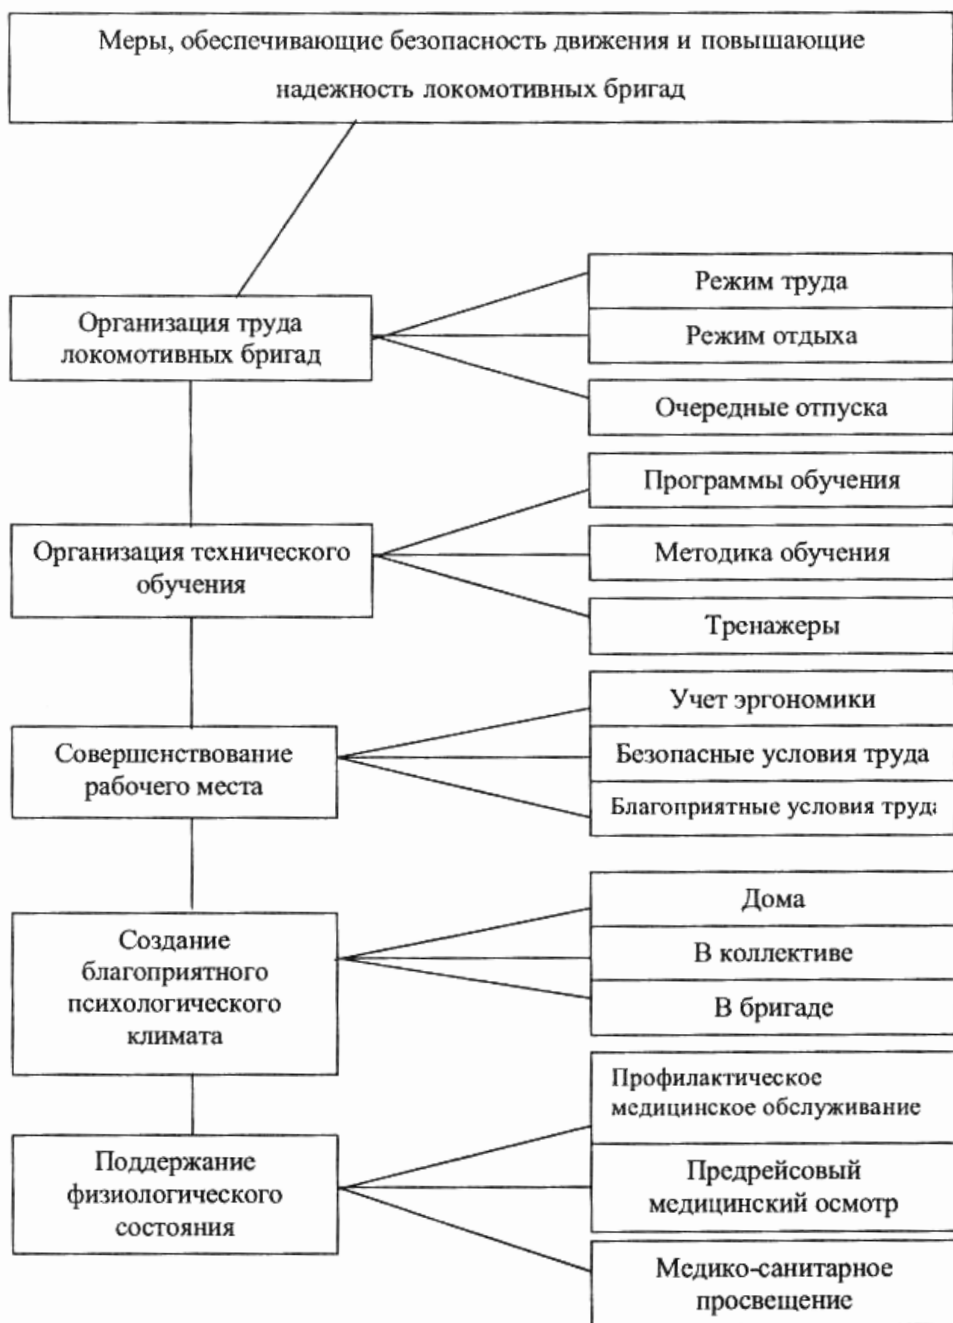 Меры, обеспечивающие безопасность движения и повышающие
надежность локомотивных бригад
Организация труда
локомотивных бригад
Режим труда
Режим отдыха
Очередные отпуска
Организация технического
обучения
Программы обучения
Методика обучения
Тренажеры
Совершенствование
рабочего места
Учет эргономики
Безопасные условия труда
Благоприятные условия труда
Создание
благоприятного
психологического
климата
Дома
В коллективе
В бригаде
Поддержание
физиологического
состояния
Профилактическое
медицинское обслуживание
Предрейсовый
медицинский осмотр
Медико-санитарное
просвещение